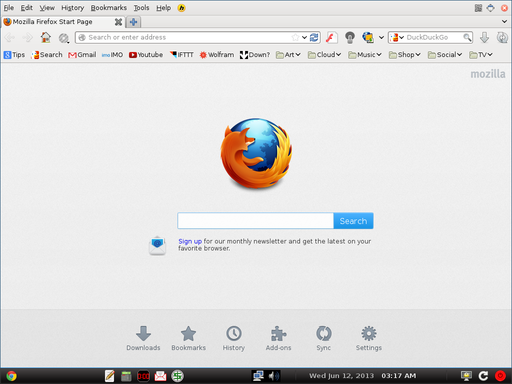 File Edit View History Bookmarks Tools Help
Mozilla Firefox Start Page
Search or enter address
DuckDuckGo
Tips Search Gmail IMO Youtube IFTTT Wolfram Down? Art Cloud Music Shop Social TV
mozilla
Search
Sign up for our monthly newsletter and get the latest on your
favorite browser.
Downloads Bookmarks History Add-ons Sync Settings
Wed Jun 12, 2013 03:17 AM